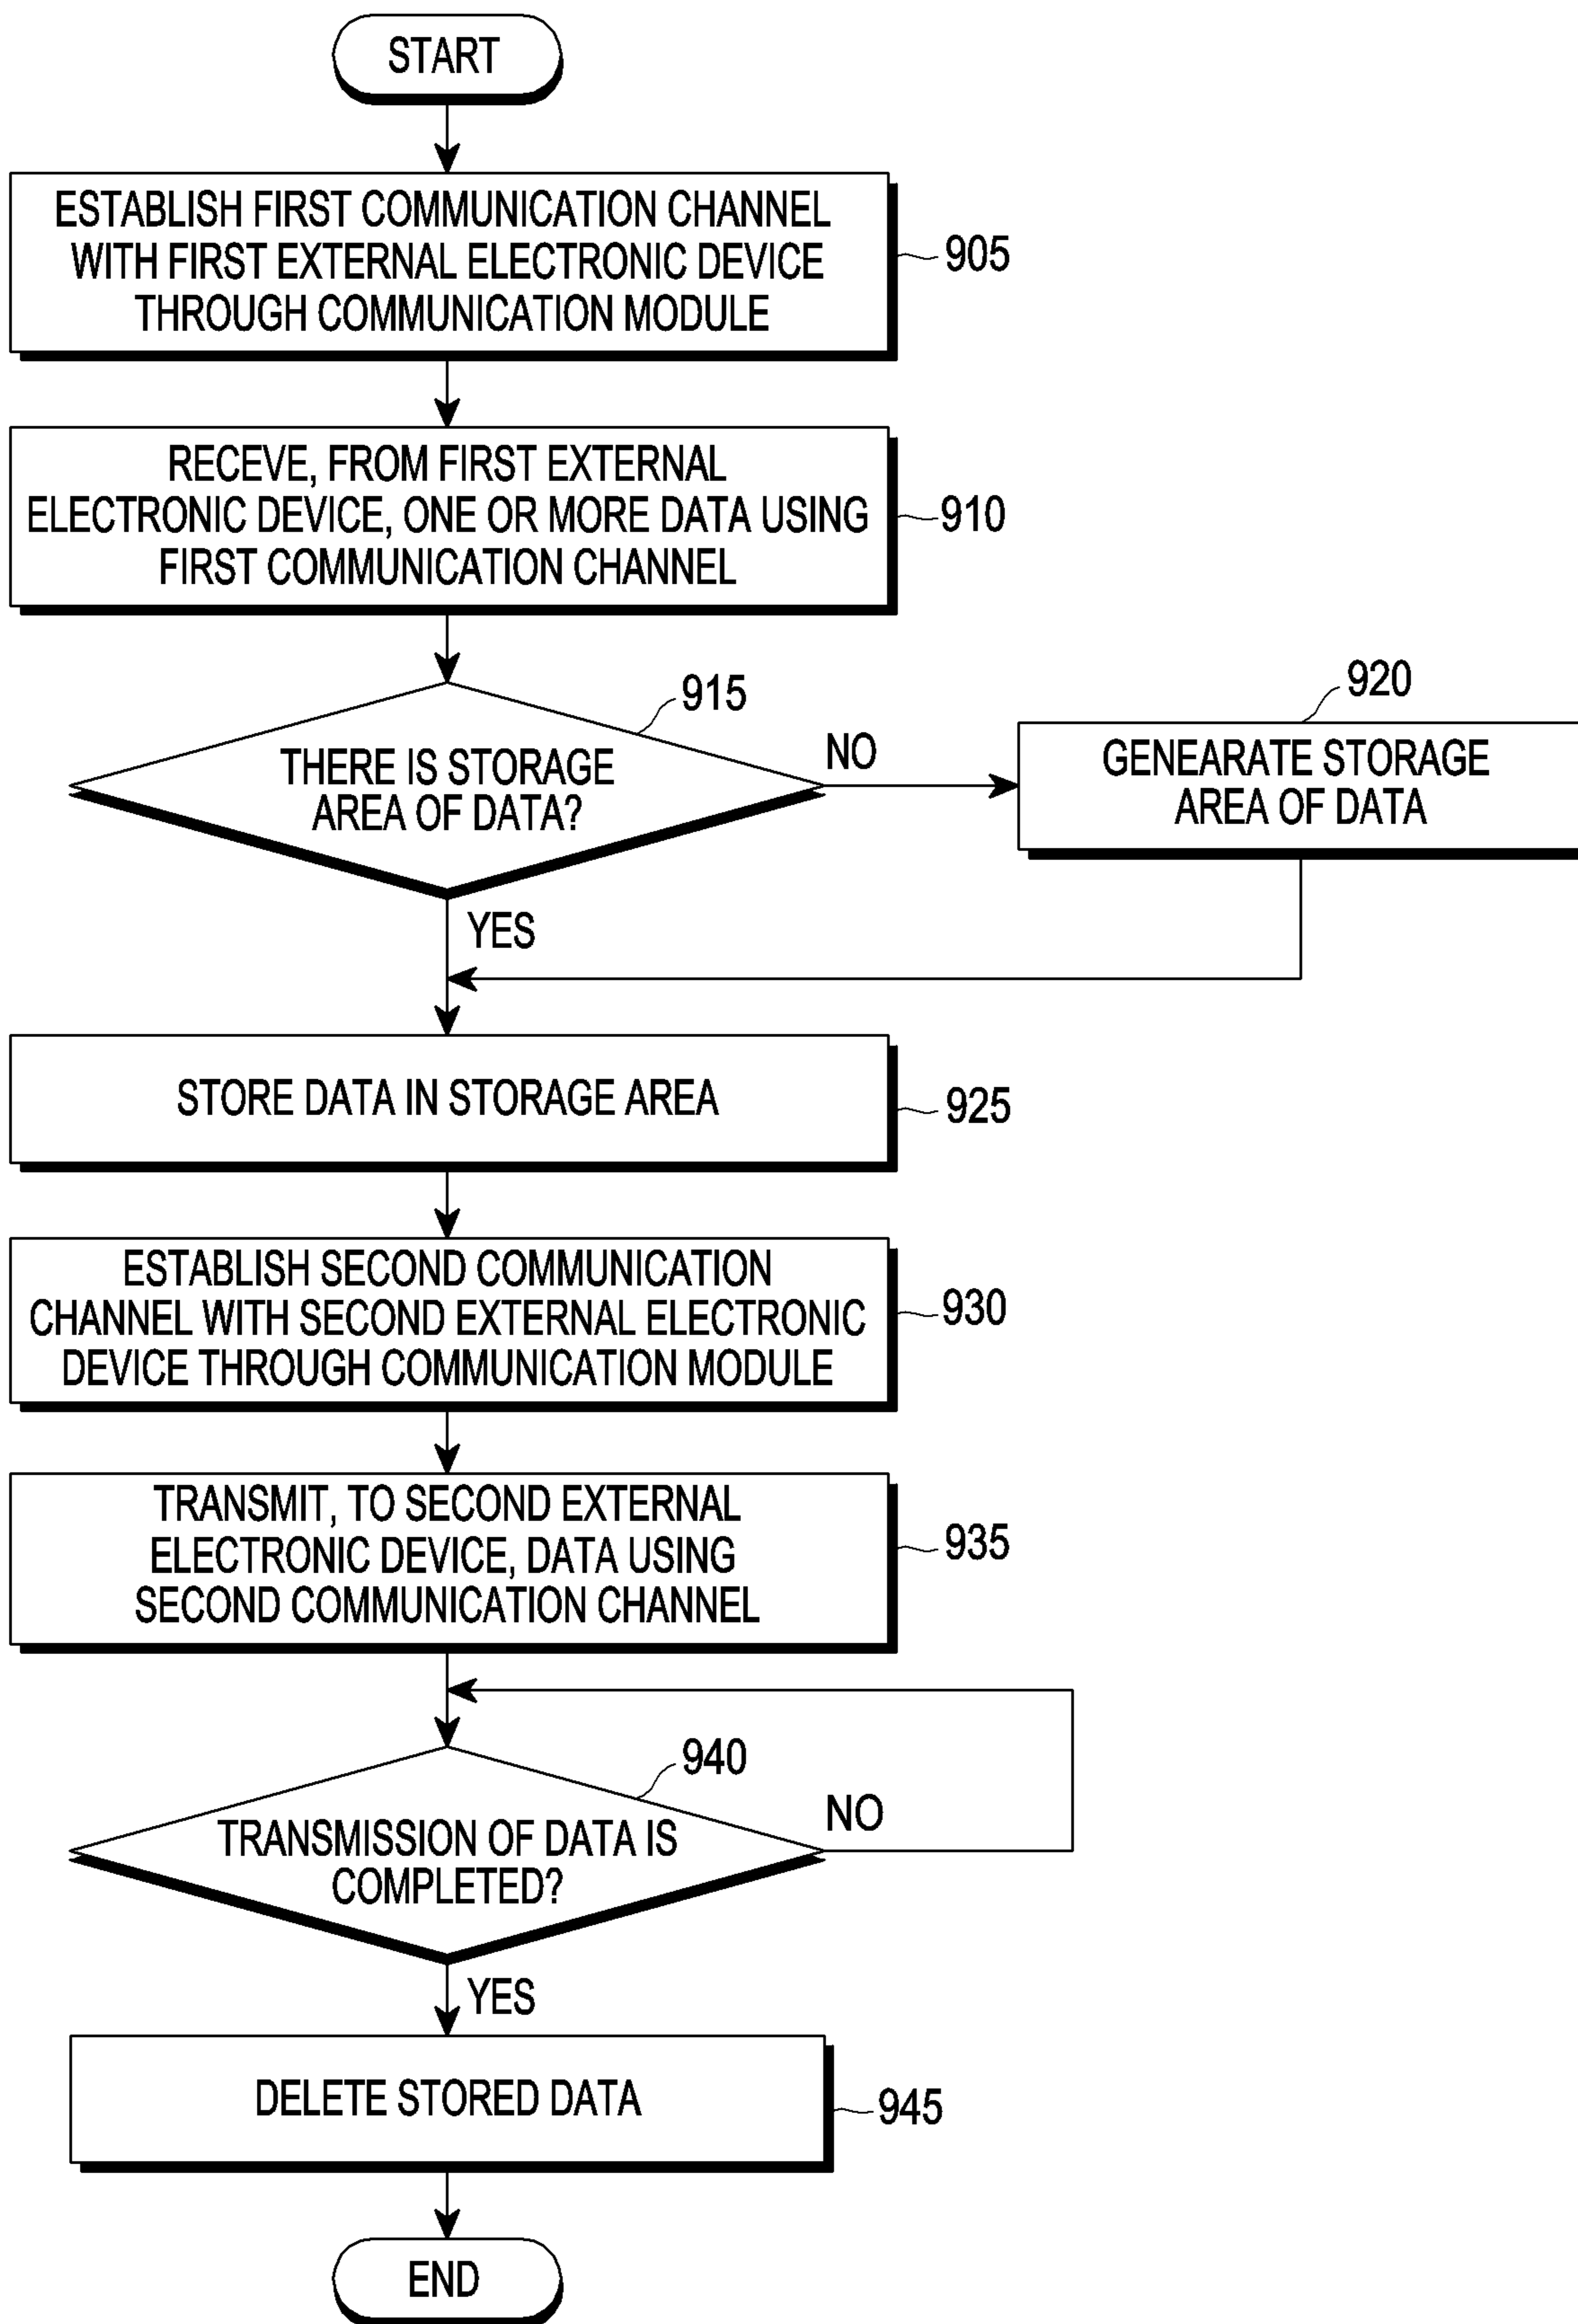 START
ESTABLISH FIRST COMMUNICATION CHANNEL
WITH FIRST EXTERNAL ELECTRONIC DEVICE
THROUGH COMMUNICATION MODULE
905
RECEVE, FROM FIRST EXTERNAL
ELECTRONIC DEVICE, ONE OR MORE DATA USING
FIRST COMMUNICATION CHANNEL
910
915
THERE IS STORAGE
AREA OF DATA?
NO
920
GENEARATE STORAGE
AREA OF DATA
YES
STORE DATA IN STORAGE AREA
925
ESTABLISH SECOND COMMUNICATION
CHANNEL WITH SECOND EXTERNAL ELECTRONIC
DEVICE THROUGH COMMUNICATION MODULE
930
TRANSMIT, TO SECOND EXTERNAL
ELECTRONIC DEVICE, DATA USING
SECOND COMMUNICATION CHANNEL
935
940
TRANSMISSION OF DATA IS
COMPLETED?
NO
YES
DELETE STORED DATA
945
END